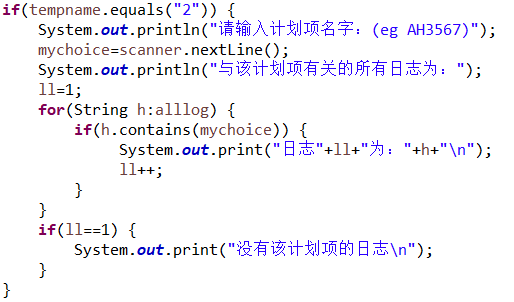 if(tempname.equals("2")) {
    System.out.println("请输入计划项名字：(eg AH3567)");
    mychoice=scanner.nextLine();
    System.out.println("与该计划项有关的所有日志为：");
    ll=1;
    for(String h:alllog) {
        if(h.contains(mychoice)) {
            System.out.print("日志"+ll+"为："+h+"\n");
            ll++;
        }
    }
    if(ll==1) {
        System.out.print("没有该计划项的日志\n");
    }
}